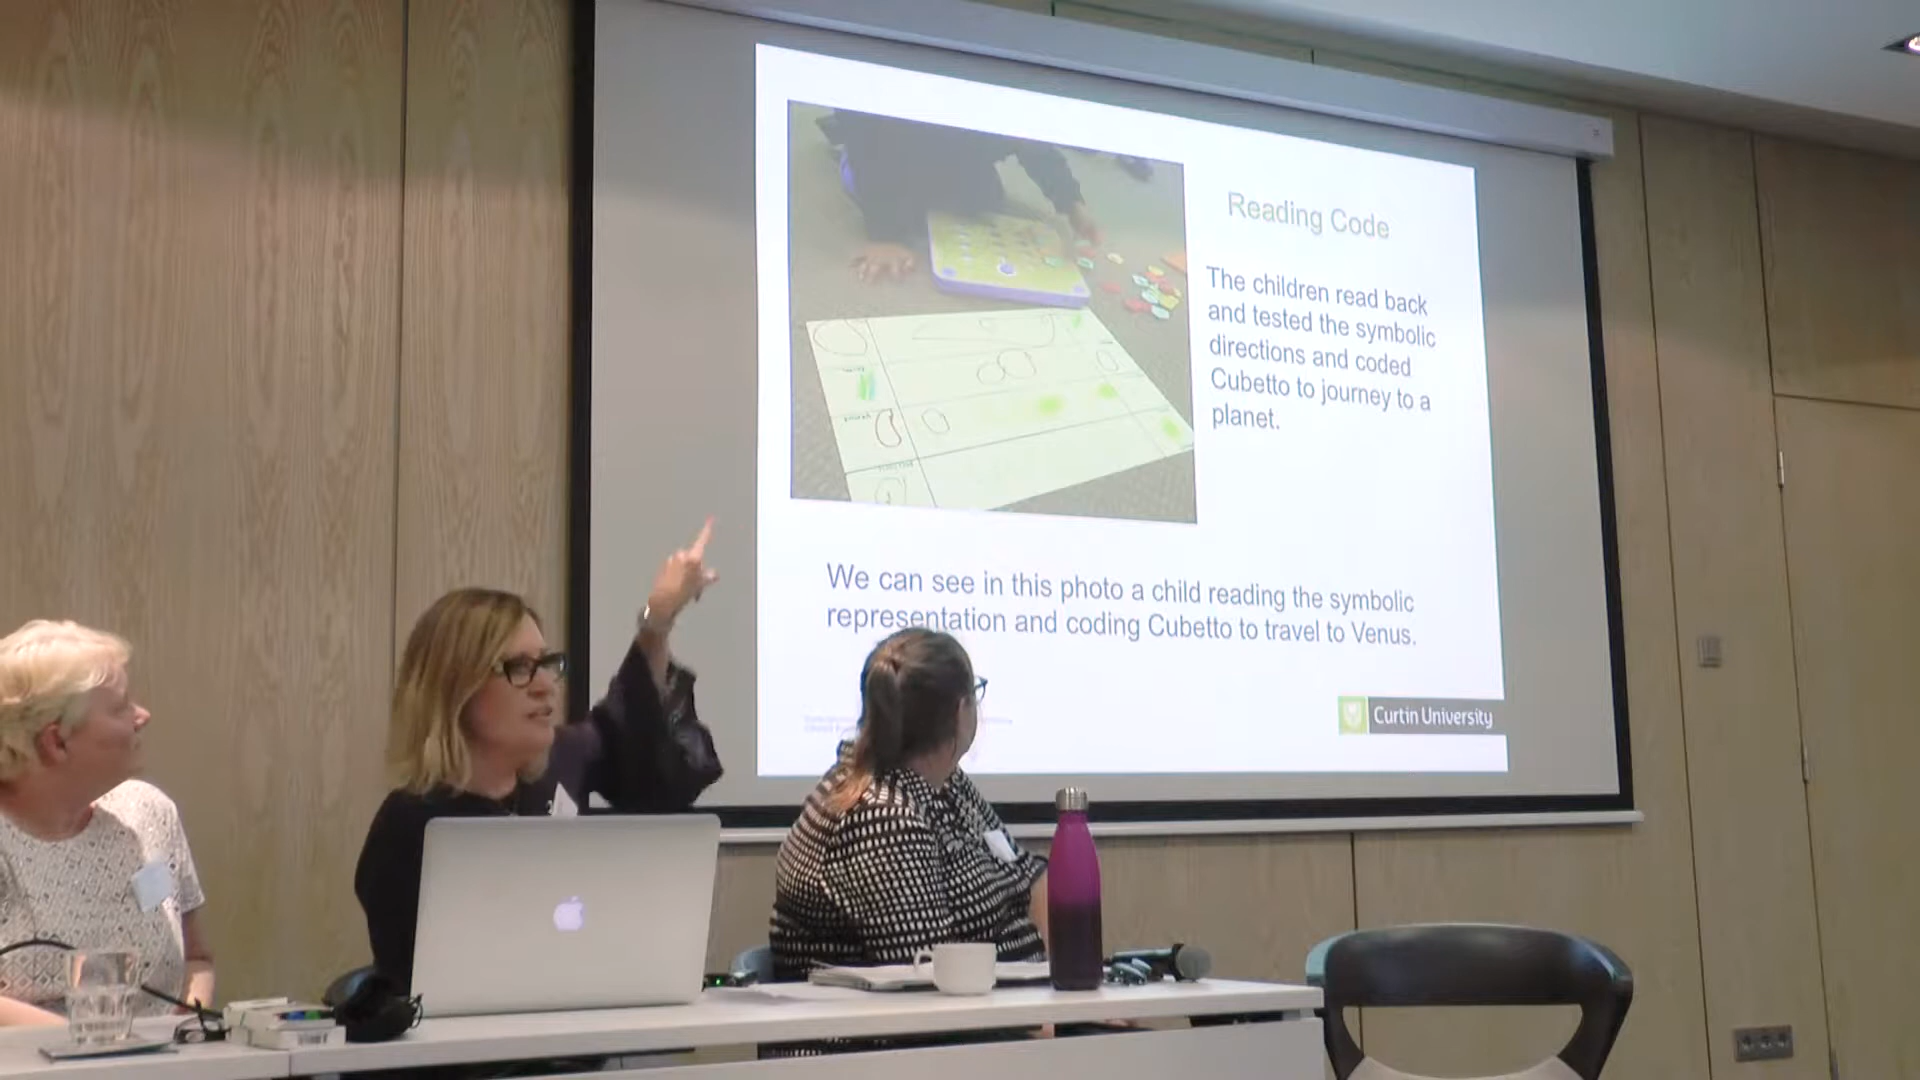 Reading Code
The children read back
and tested the symbolic
directions and coded
Cubetto to journey to a
planet.
We can see in this photo a child reading the symbolic
representation and coding Cubetto to travel to Venus.
Curtin University